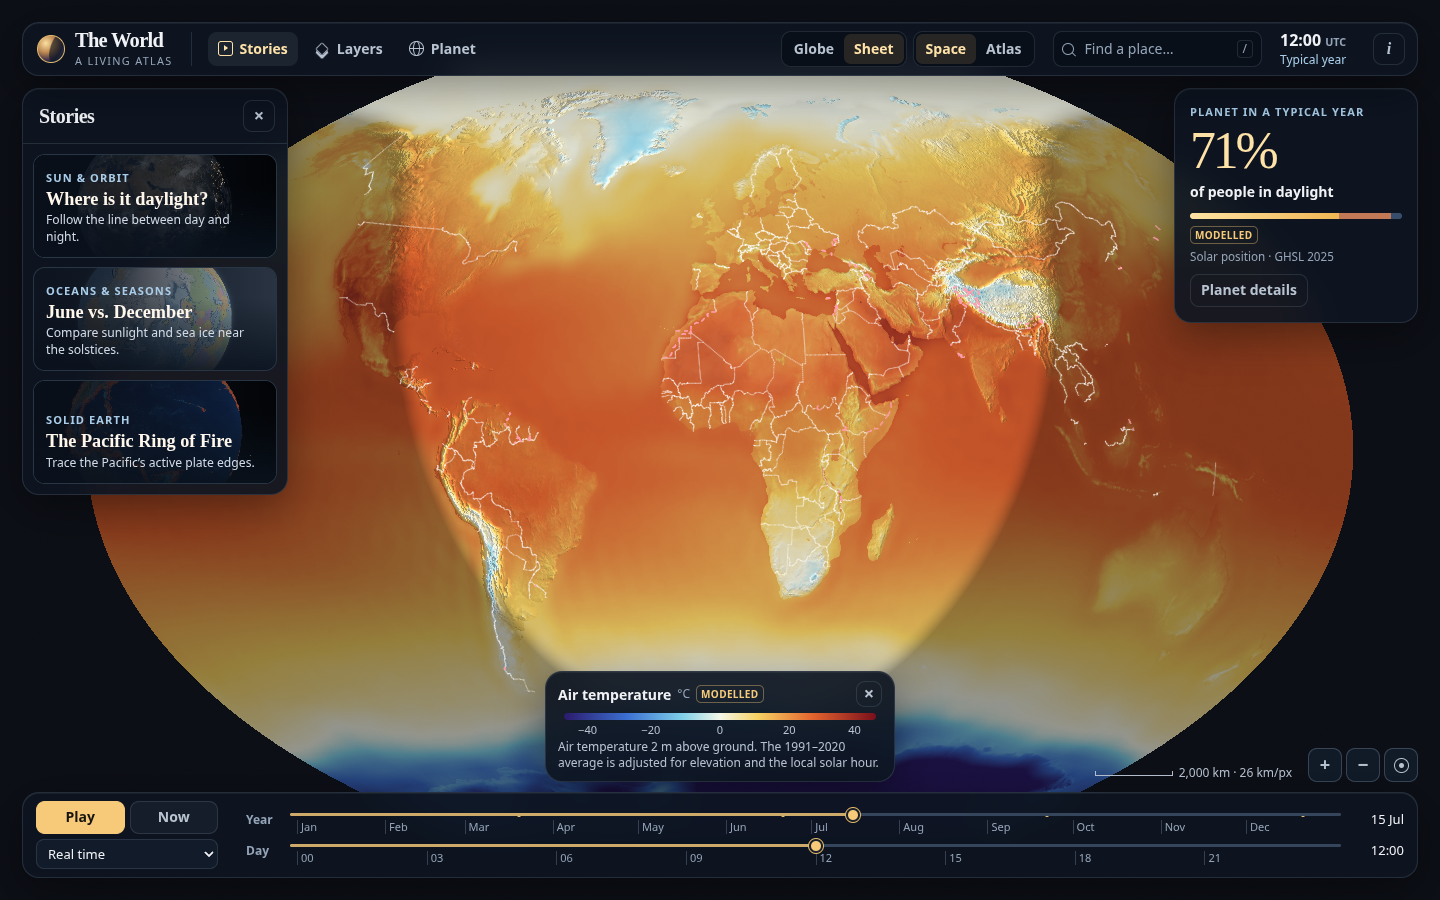 The World
A LIVING ATLAS
Stories
Layers
Planet
Globe
Sheet
Space
Atlas
Find a place...
/
12:00 UTC
Typical year
i
Stories
×
SUN & ORBIT
Where is it daylight?
Follow the line between day and
night.
OCEANS & SEASONS
June vs. December
Compare sunlight and sea ice near
the solstices.
SOLID EARTH
The Pacific Ring of Fire
Trace the Pacific's active plate edges.
PLANET IN A TYPICAL YEAR
71%
of people in daylight
MODELLED
Solar position · GHSL 2025
Planet details
Air temperature °C MODELLED
×
−40 −20 0 20 40
Air temperature 2 m above ground. The 1991–2020
average is adjusted for elevation and the local solar hour.
2,000 km · 26 km/px
+
−
Play
Now
Real time
Year
Jan Feb Mar Apr May Jun Jul Aug Sep Oct Nov Dec
15 Jul
Day
00 03 06 09 12 15 18 21
12:00